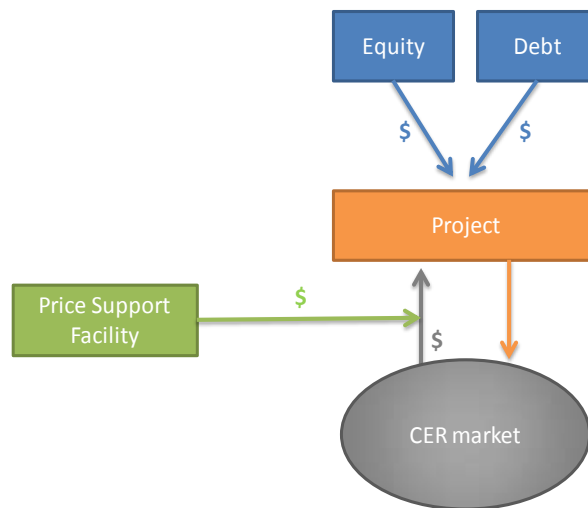 Equity
Debt
$
$
Project
$
Price Support
Facility
$
CER market